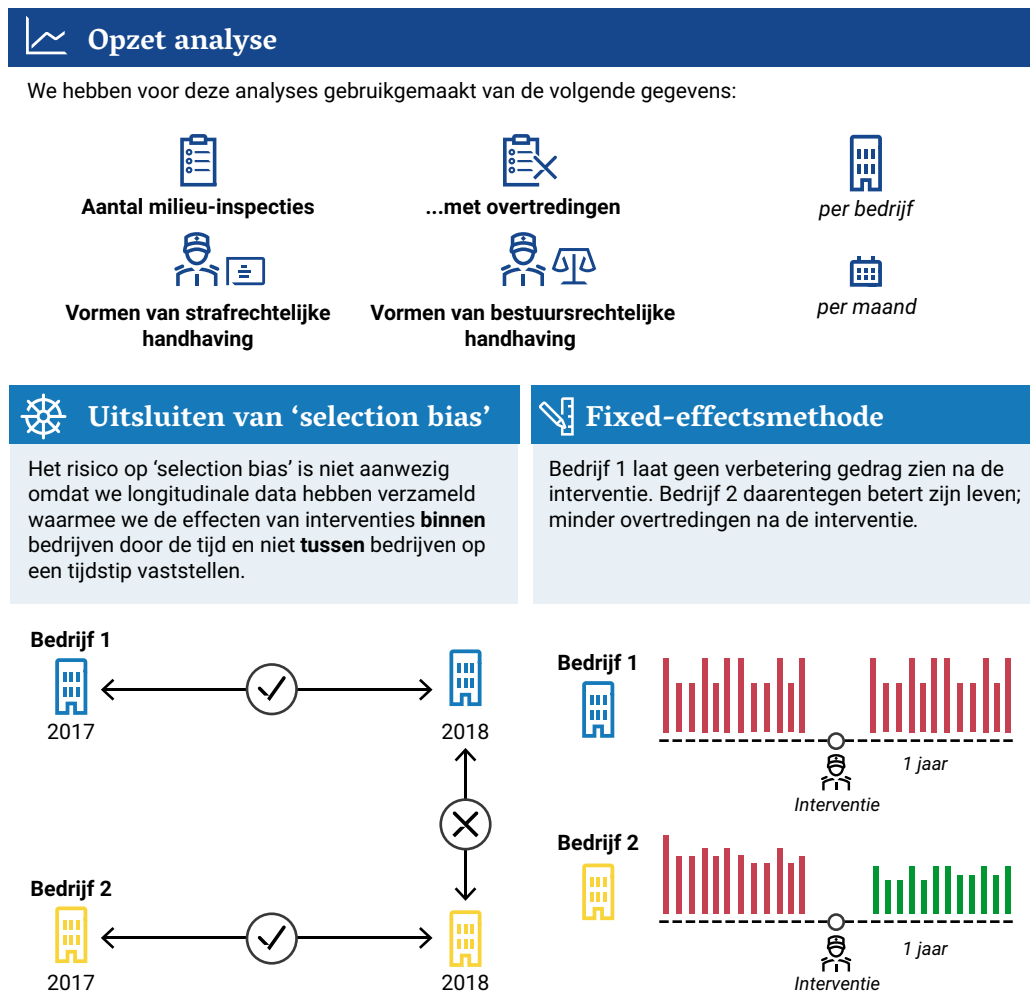 Opzet analyse
We hebben voor deze analyses gebruikgemaakt van de volgende gegevens:
Aantal milieu-inspecties
...met overtredingen
per bedrijf
Vormen van strafrechtelijke
handhaving
Vormen van bestuursrechtelijke
handhaving
per maand
Uitsluiten van ‘selection bias’
Het risico op ‘selection bias’ is niet aanwezig
omdat we longitudinale data hebben verzameld
waarmee we de effecten van interventies binnen
bedrijven door de tijd en niet tussen bedrijven op
een tijdstip vaststellen.
Bedrijf 1
2017
2018
Bedrijf 2
2017
2018
Fixed-effectsmethode
Bedrijf 1 laat geen verbetering gedrag zien na de
interventie. Bedrijf 2 daarentegen betert zijn leven;
minder overtredingen na de interventie.
Bedrijf 1
1 jaar
Interventie
Bedrijf 2
1 jaar
Interventie